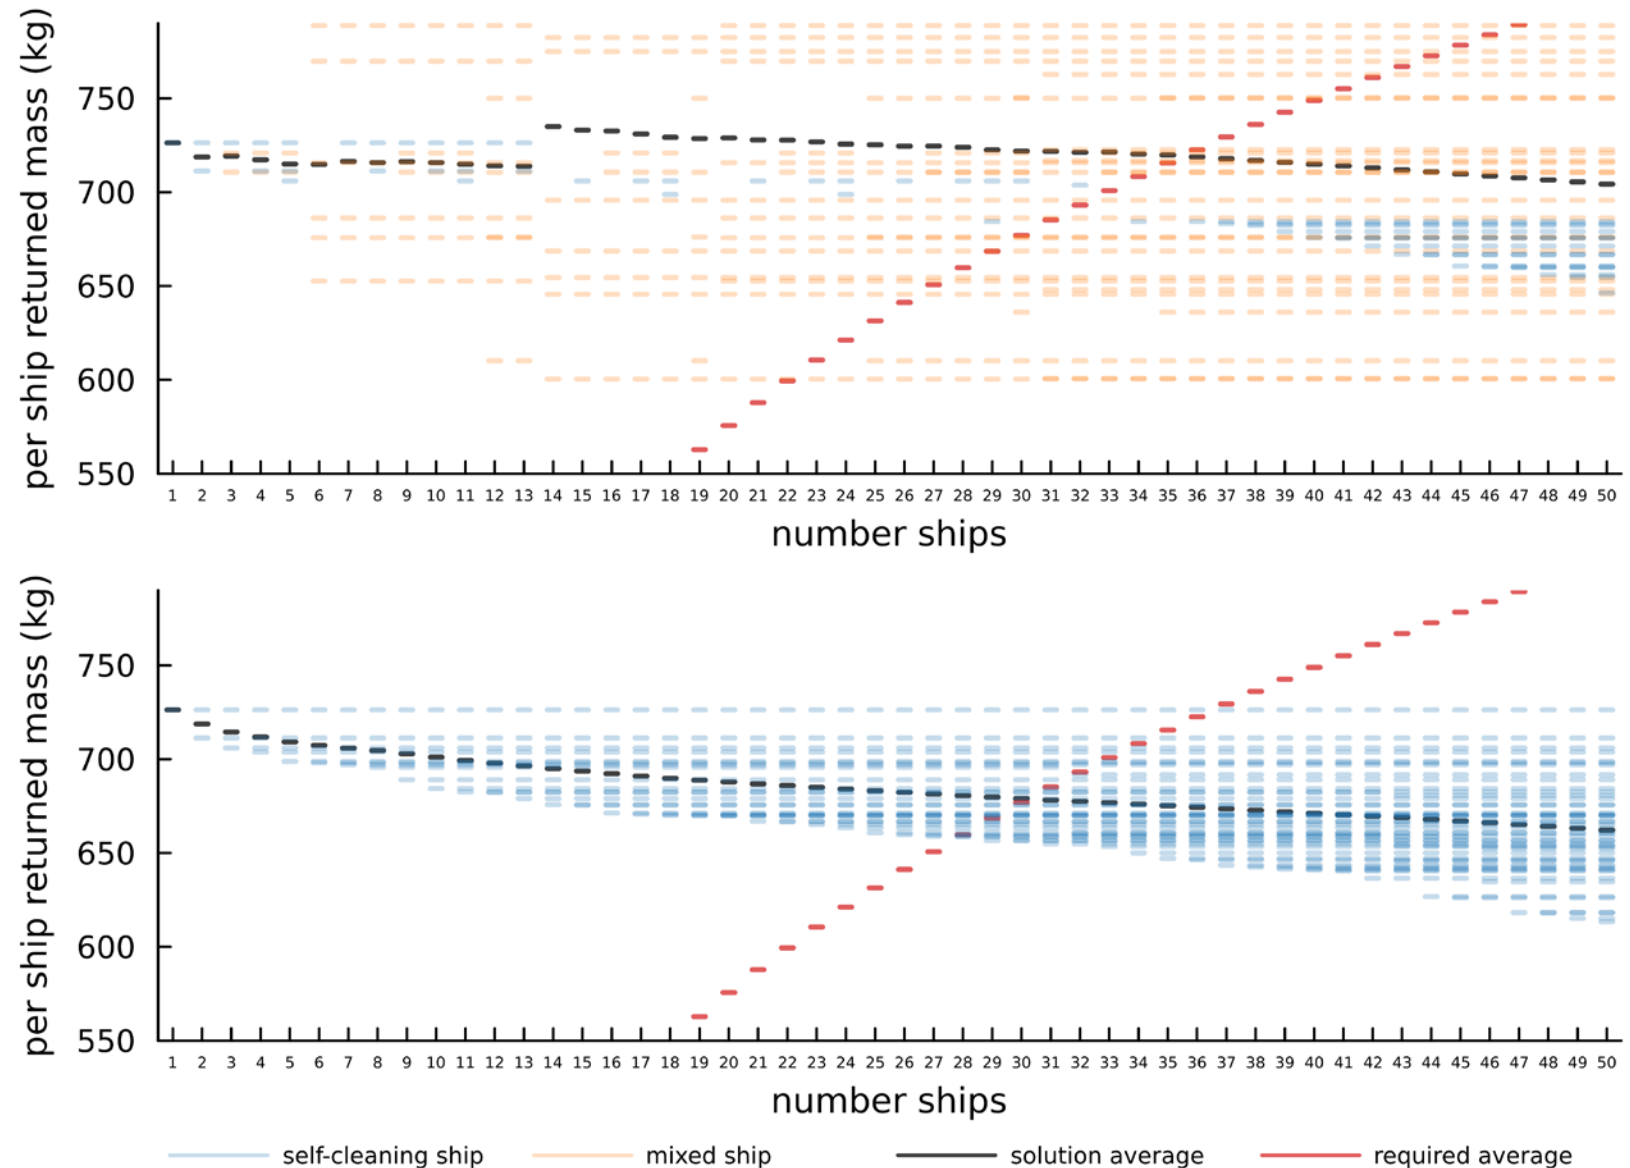 per ship returned mass (kg)
750
700
650
600
550
1 2 3 4 5 6 7 8 9 10 11 12 13 14 15 16 17 18 19 20 21 22 23 24 25 26 27 28 29 30 31 32 33 34 35 36 37 38 39 40 41 42 43 44 45 46 47 48 49 50
number ships
per ship returned mass (kg)
750
700
650
600
550
1 2 3 4 5 6 7 8 9 10 11 12 13 14 15 16 17 18 19 20 21 22 23 24 25 26 27 28 29 30 31 32 33 34 35 36 37 38 39 40 41 42 43 44 45 46 47 48 49 50
number ships
self-cleaning ship mixed ship solution average required average